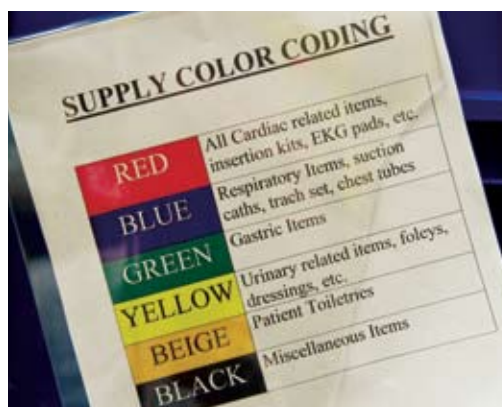 SUPPLY COLOR CODING
RED
All Cardiac related items,
insertion kits, EKG pads, etc.
BLUE
Respiratory Items, suction
caths, trach set, chest tubes
GREEN
Gastric Items
YELLOW
Urinary related items, foleys,
dressings, etc.
BEIGE
Patient Toiletries
BLACK
Miscellaneous Items